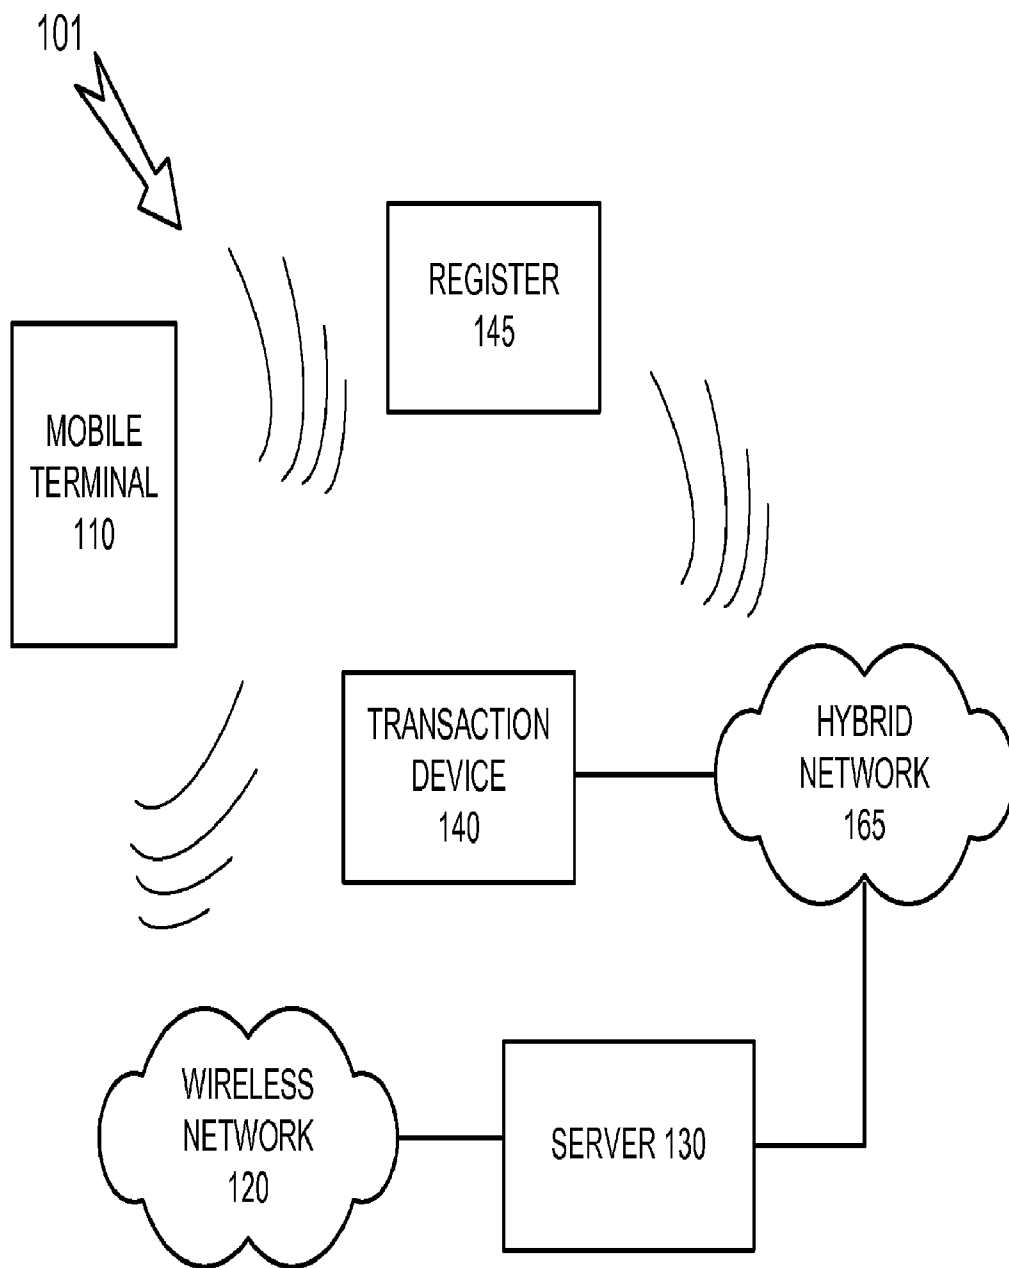 101
REGISTER
145
MOBILE
TERMINAL
110
TRANSACTION
DEVICE
140
HYBRID
NETWORK
165
WIRELESS
NETWORK
120
SERVER 130